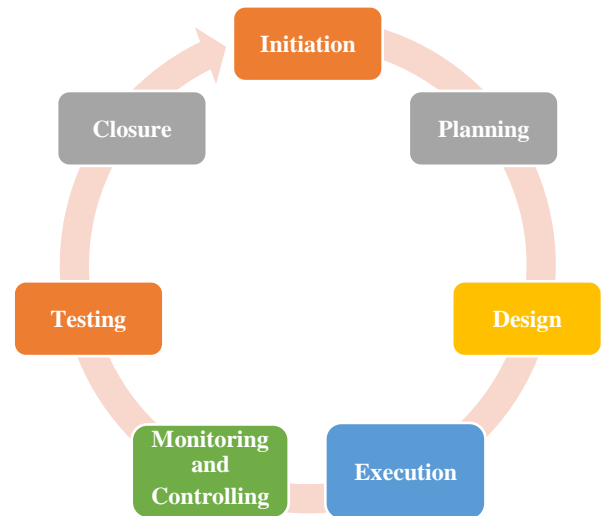 Initiation
Planning
Design
Execution
Monitoring
and
Controlling
Testing
Closure